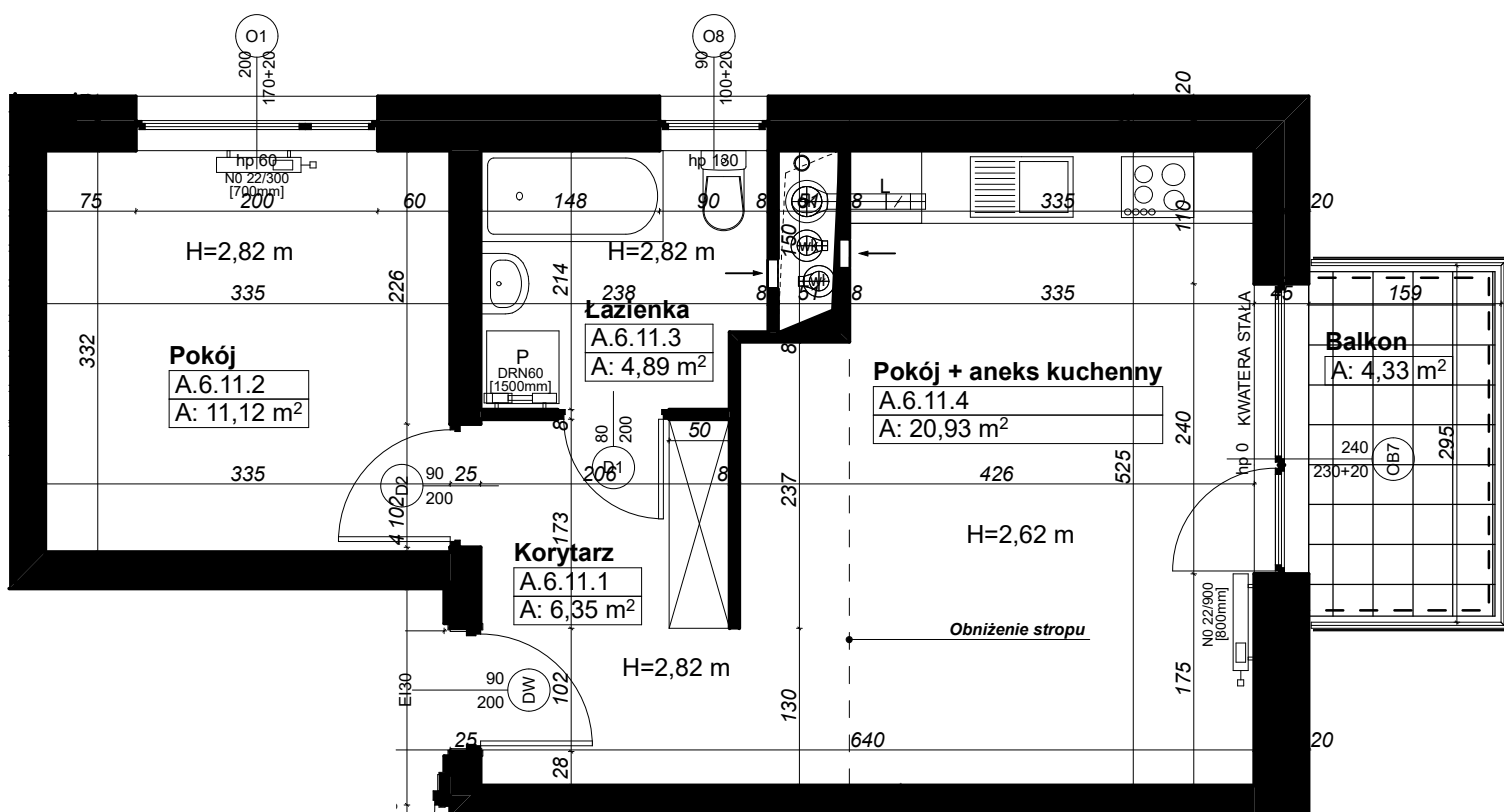 O1
200
170+20
O8
90
100+20
20
hp 60
N0 22/300
[700mm]
hp 130
75
200
60
148
90
8
51
8
L
335
110
20
150
H=2,82 m
H=2,82 m
226
214
335
238
8
51
8
335
45
159
332
Pokój
A.6.11.2
A: 11,12 m²
Łazienka
A.6.11.3
A: 4,89 m²
P
DRN60
[1500mm]
8
Pokój + aneks kuchenny
A.6.11.4
A: 20,93 m²
hp 0 KWATERA STAŁA
Balkon
A: 4,33 m²
8
80
200
D1
50
240
295
240
230+20
OB7
335
90
200
D2
25
206
8
237
426
525
4
102
173
H=2,62 m
Korytarz
A.6.11.1
A: 6,35 m²
N0 22/900
[800mm]
Obniżenie stropu
H=2,82 m
EI30
90
200
DW
102
130
175
25
640
20
28